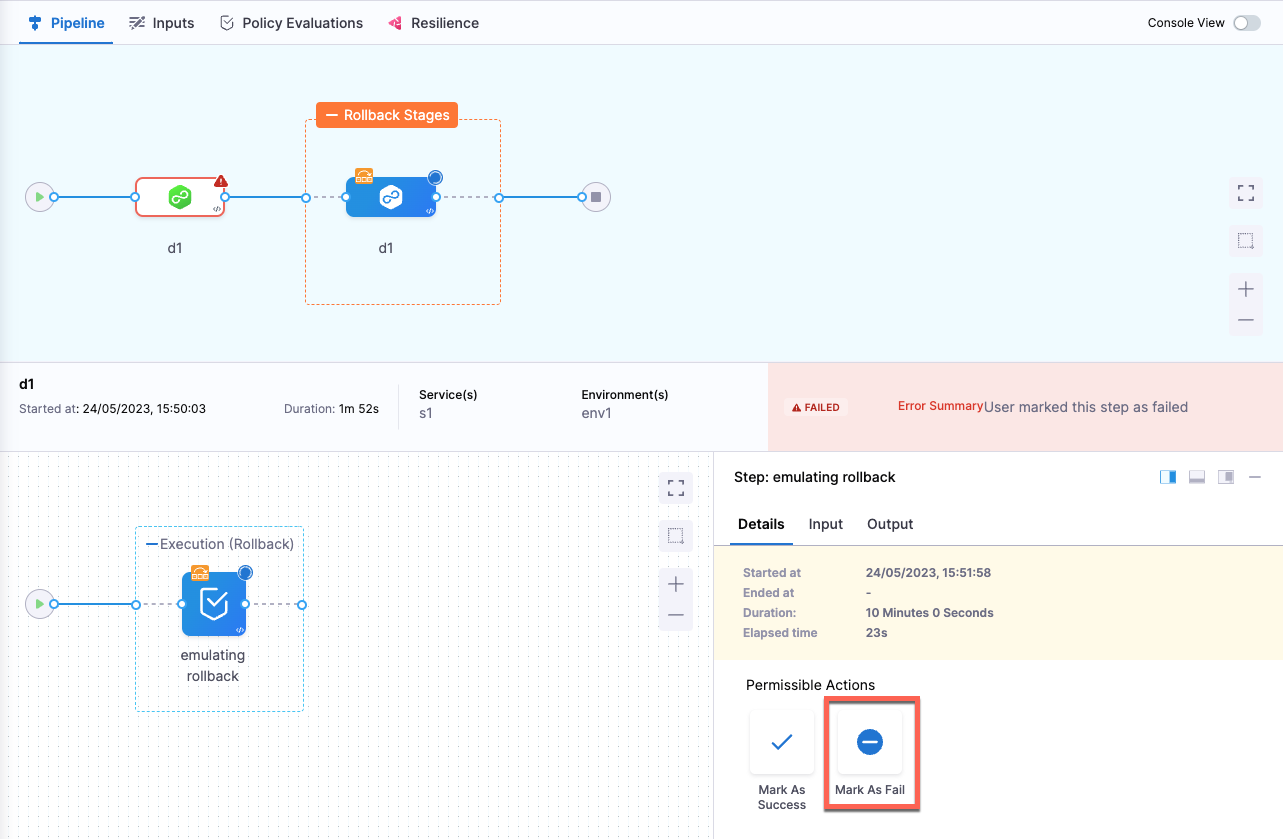 Pipeline
Inputs
Policy Evaluations
Resilience
Console View
Rollback Stages
d1
d1
d1
Started at: 24/05/2023, 15:50:03
Duration: 1m 52s
Service(s)
s1
Environment(s)
env1
FAILED
Error Summary User marked this step as failed
Execution (Rollback)
emulating
rollback
Step: emulating rollback
Details
Input
Output
Started at 24/05/2023, 15:51:58
Ended at -
Duration: 10 Minutes 0 Seconds
Elapsed time 23s
Permissible Actions
Mark As
Success
Mark As Fail